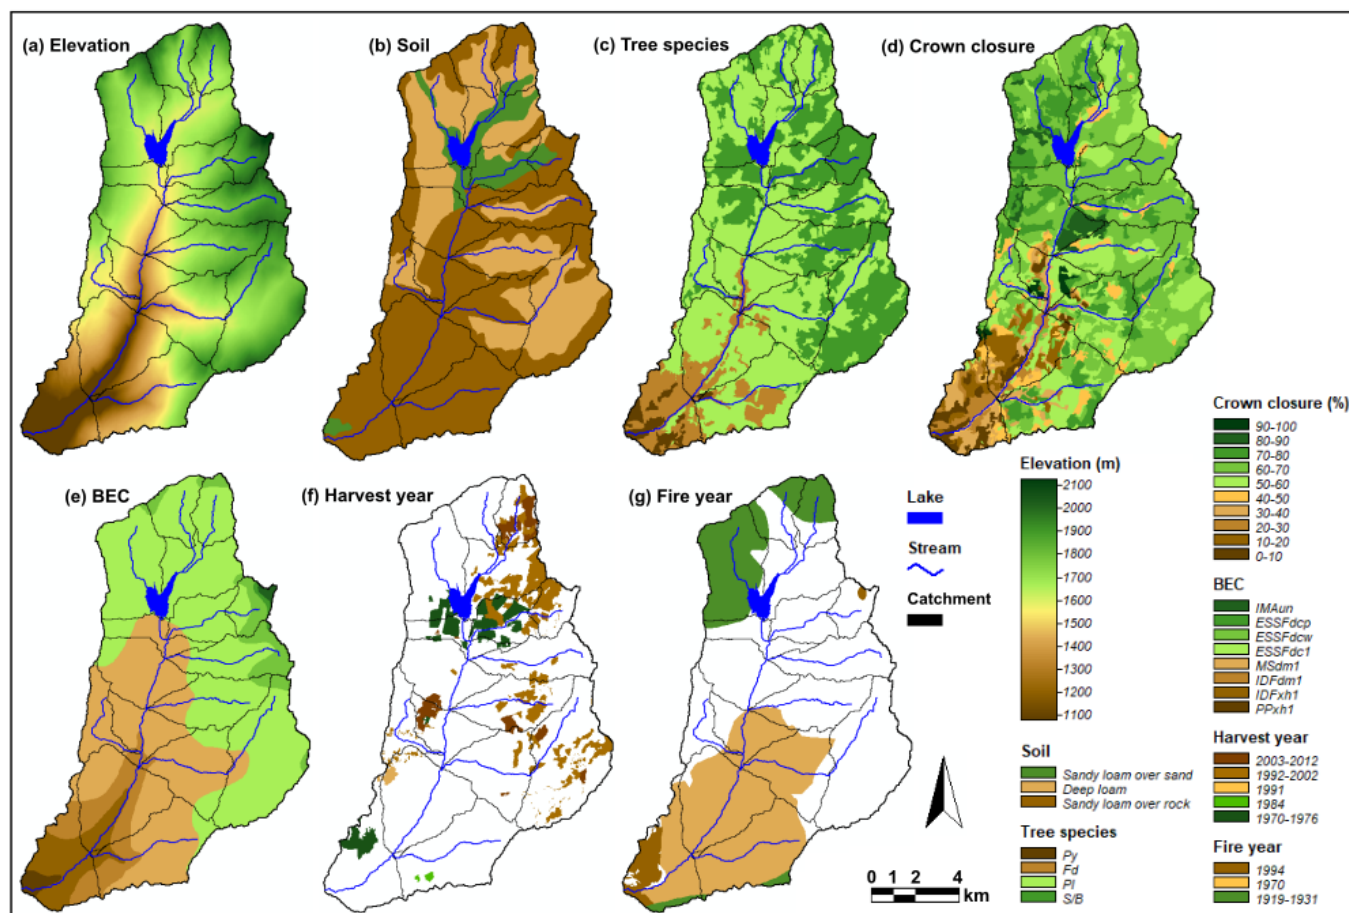 (a) Elevation
(b) Soil
(c) Tree species
(d) Crown closure
(e) BEC
(f) Harvest year
(g) Fire year
Elevation (m)
2100
2000
1900
1800
1700
1600
1500
1400
1300
1200
1100
Soil
Sandy loam over sand
Deep loam
Sandy loam over rock
Tree species
Py
Fd
Pl
S/B
Lake
Stream
Catchment
0 1 2 4
km
Crown closure (%)
90-100
80-90
70-80
60-70
50-60
40-50
30-40
20-30
10-20
0-10
BEC
IMAun
ESSFdcp
ESSFdcw
ESSFdc1
MSdm1
IDFdm1
IDFxh1
PPxh1
Harvest year
2003-2012
1992-2002
1991
1984
1970-1976
Fire year
1994
1970
1919-1931